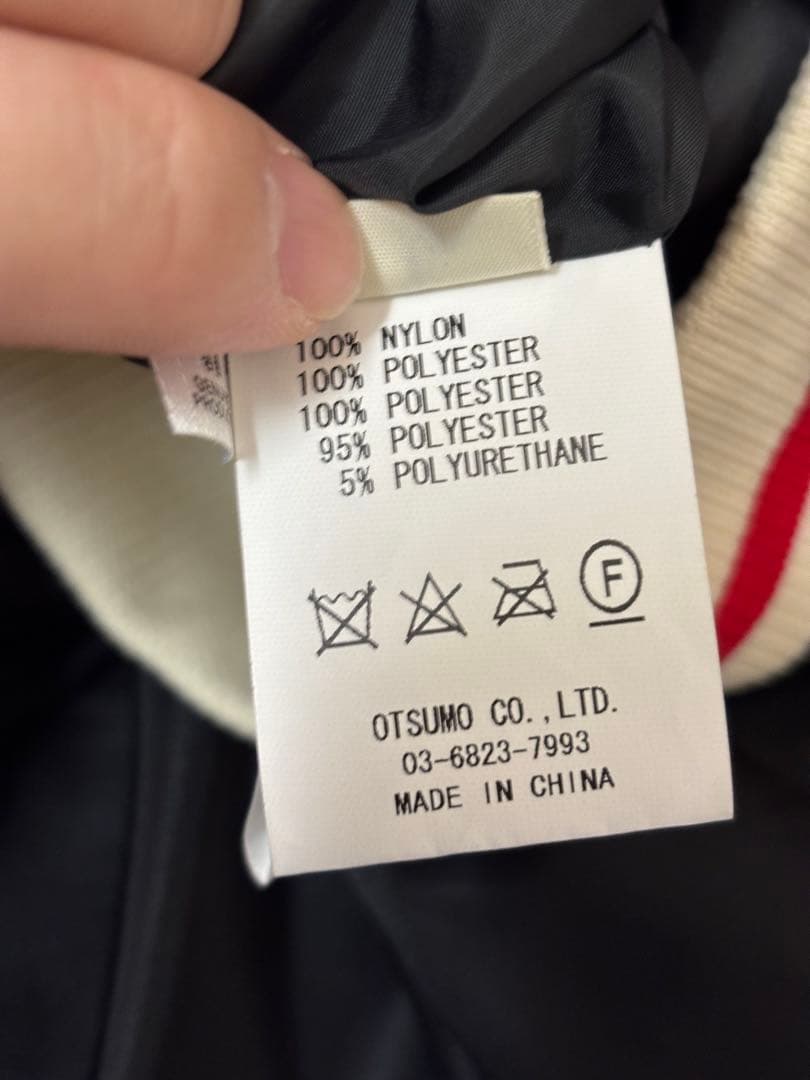 100% NYLON
100% POLYESTER
100% POLYESTER
95% POLYESTER
5% POLYURETHANE
F
OTSUMO CO.,LTD.
03-6823-7993
MADE IN CHINA